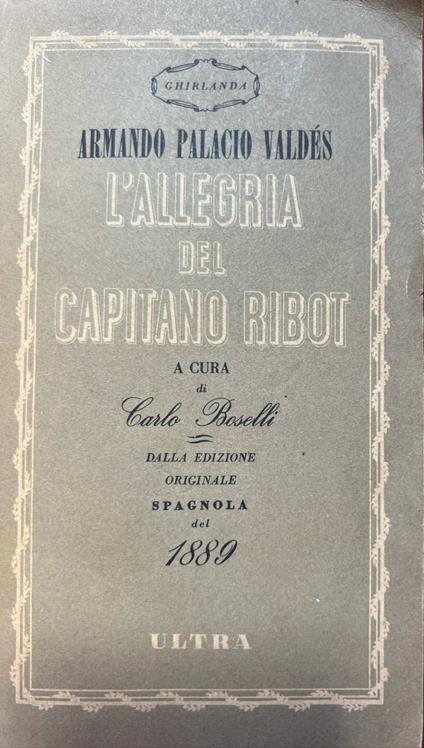 GHIRLANDA
ARMANDO PALACIO VALDÉS
L'ALLEGRIA
DEL
CAPITANO RIBOT
A CURA
di
Carlo Boselli
DALLA EDIZIONE
ORIGINALE
SPAGNOLA
del
1889
ULTRA